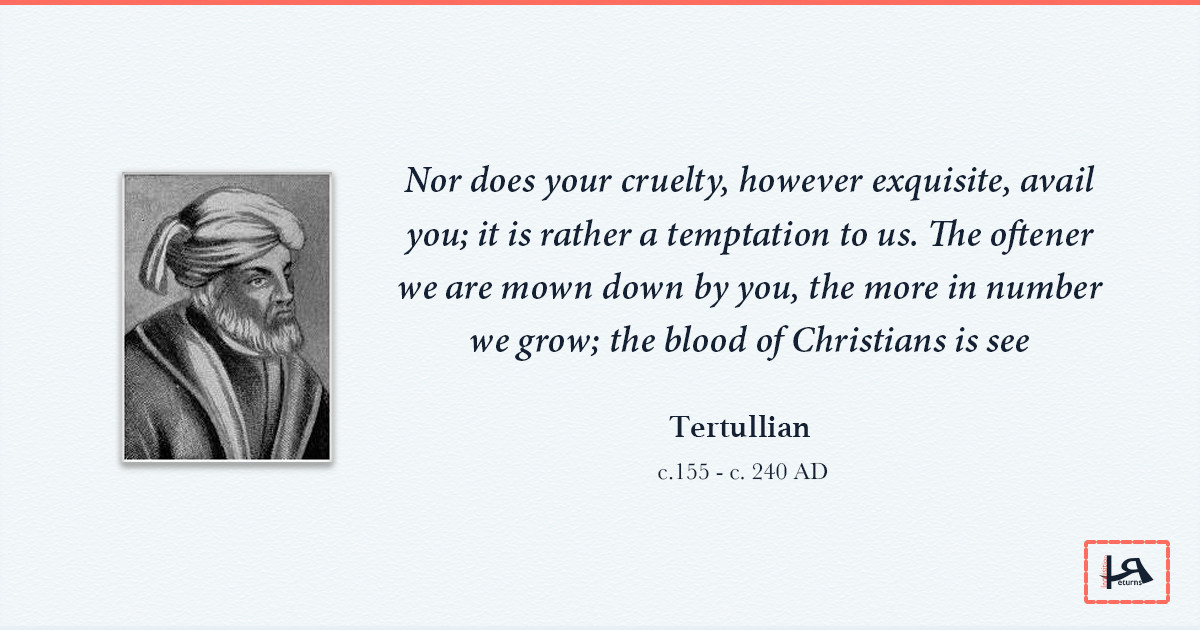 Nor does your cruelty, however exquisite, avail
you; it is rather a temptation to us. The oftener
we are mown down by you, the more in number
we grow; the blood of Christians is see
Tertullian
c.155 - c. 240 AD
eturns